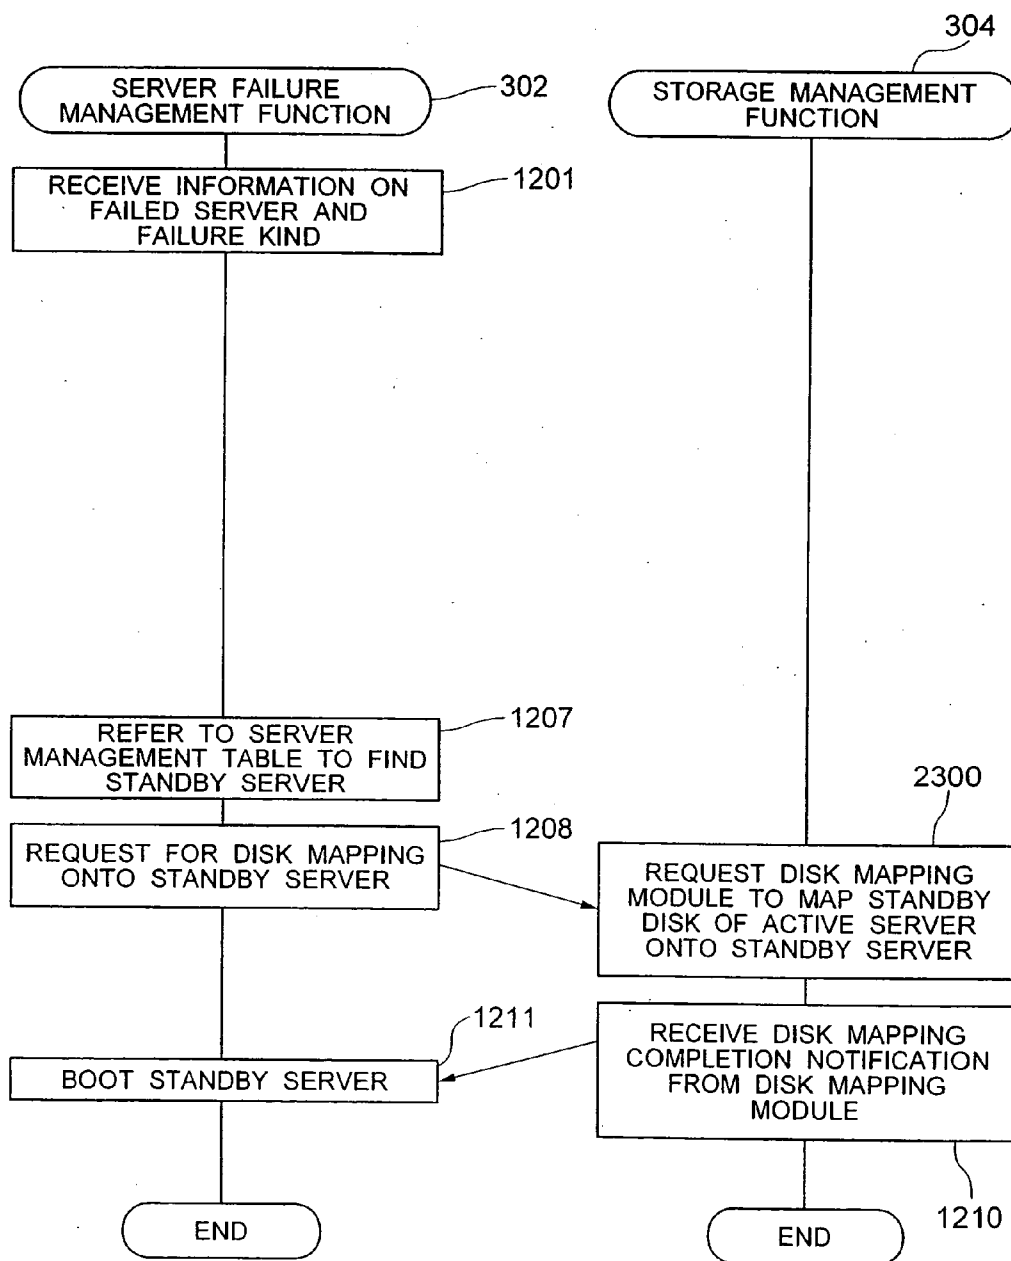 304
SERVER FAILURE
MANAGEMENT FUNCTION
302
STORAGE MANAGEMENT
FUNCTION
RECEIVE INFORMATION ON
FAILED SERVER AND
FAILURE KIND
1201
REFER TO SERVER
MANAGEMENT TABLE TO FIND
STANDBY SERVER
1207
REQUEST FOR DISK MAPPING
ONTO STANDBY SERVER
1208
2300
REQUEST DISK MAPPING
MODULE TO MAP STANDBY
DISK OF ACTIVE SERVER
ONTO STANDBY SERVER
1211
BOOT STANDBY SERVER
RECEIVE DISK MAPPING
COMPLETION NOTIFICATION
FROM DISK MAPPING
MODULE
1210
END
END